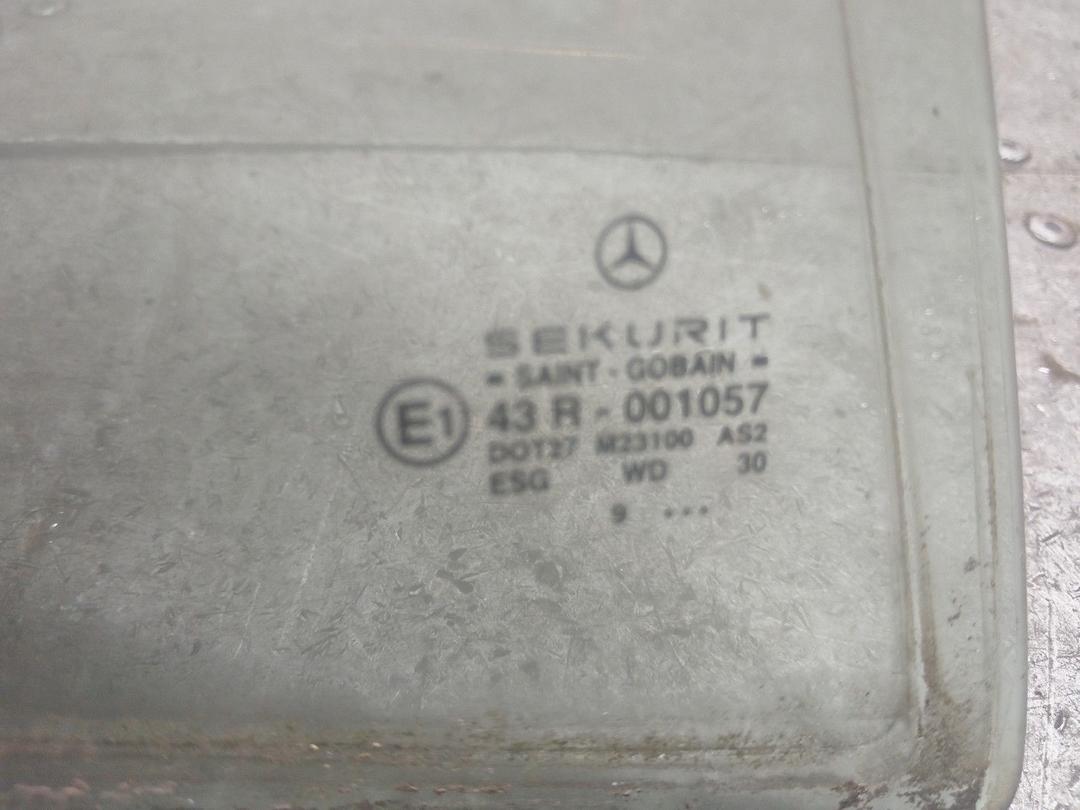 SEKURIT
- SAINT - GOBAIN -
E1
43 R - 001057
DOT27 M23100 AS2
ESG WD 30
9 ...